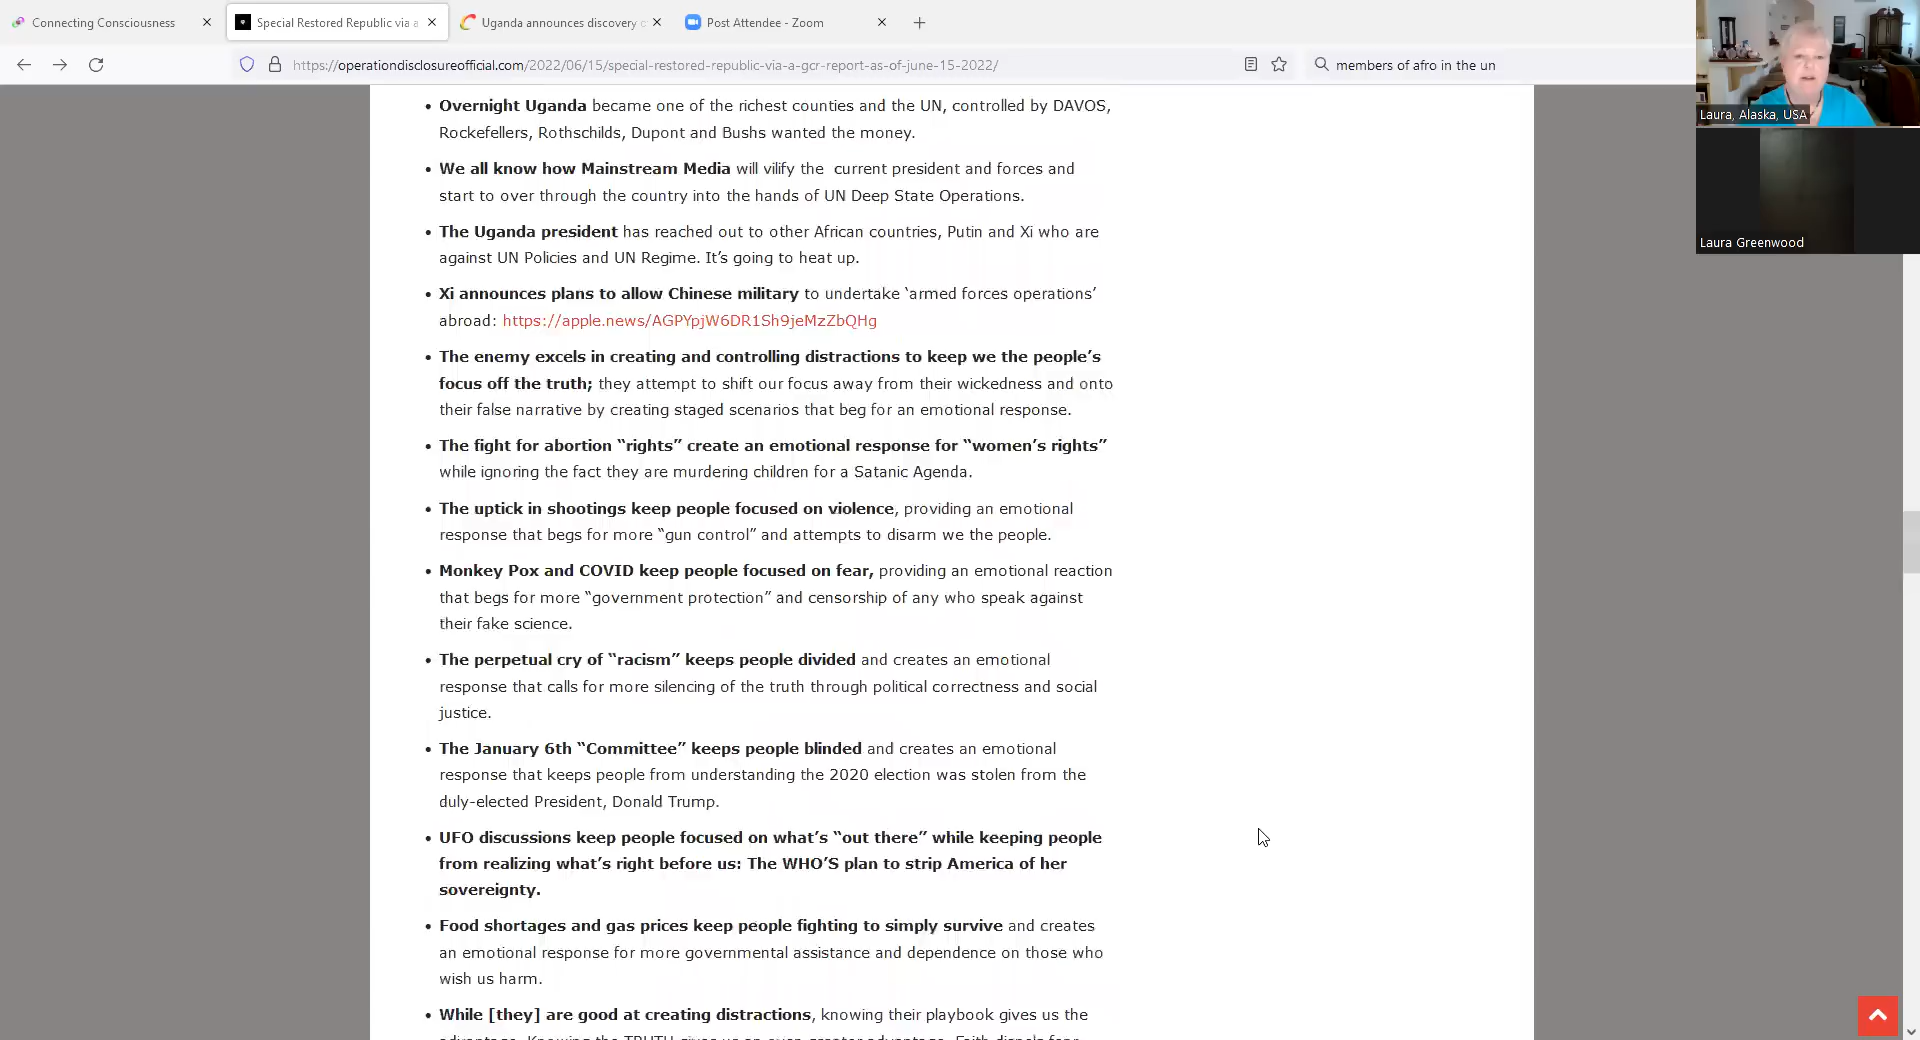 Connecting Consciousness
Special Restored Republic via a
Uganda announces discovery o
Post Attendee - Zoom
https://operationdisclosureofficial.com/2022/06/15/special-restored-republic-via-a-gcr-report-as-of-june-15-2022/
members of afro in the un
Laura, Alaska, USA
Laura Greenwood
• Overnight Uganda became one of the richest counties and the UN, controlled by DAVOS,
Rockefellers, Rothschilds, Dupont and Bushs wanted the money.
• We all know how Mainstream Media will vilify the current president and forces and
start to over through the country into the hands of UN Deep State Operations.
• The Uganda president has reached out to other African countries, Putin and Xi who are
against UN Policies and UN Regime. It’s going to heat up.
• Xi announces plans to allow Chinese military to undertake ‘armed forces operations’
abroad: https://apple.news/AGPYpjW6DR1Sh9jeMzZbQHg
• The enemy excels in creating and controlling distractions to keep we the people’s
focus off the truth; they attempt to shift our focus away from their wickedness and onto
their false narrative by creating staged scenarios that beg for an emotional response.
• The fight for abortion “rights” create an emotional response for “women’s rights”
while ignoring the fact they are murdering children for a Satanic Agenda.
• The uptick in shootings keep people focused on violence, providing an emotional
response that begs for more “gun control” and attempts to disarm we the people.
• Monkey Pox and COVID keep people focused on fear, providing an emotional reaction
that begs for more “government protection” and censorship of any who speak against
their fake science.
• The perpetual cry of “racism” keeps people divided and creates an emotional
response that calls for more silencing of the truth through political correctness and social
justice.
• The January 6th “Committee” keeps people blinded and creates an emotional
response that keeps people from understanding the 2020 election was stolen from the
duly-elected President, Donald Trump.
• UFO discussions keep people focused on what’s “out there” while keeping people
from realizing what’s right before us: The WHO’S plan to strip America of her
sovereignty.
• Food shortages and gas prices keep people fighting to simply survive and creates
an emotional response for more governmental assistance and dependence on those who
wish us harm.
• While [they] are good at creating distractions, knowing their playbook gives us the
advantage. Knowing the TRUTH gives us an even greater advantage. Faith dispels fear